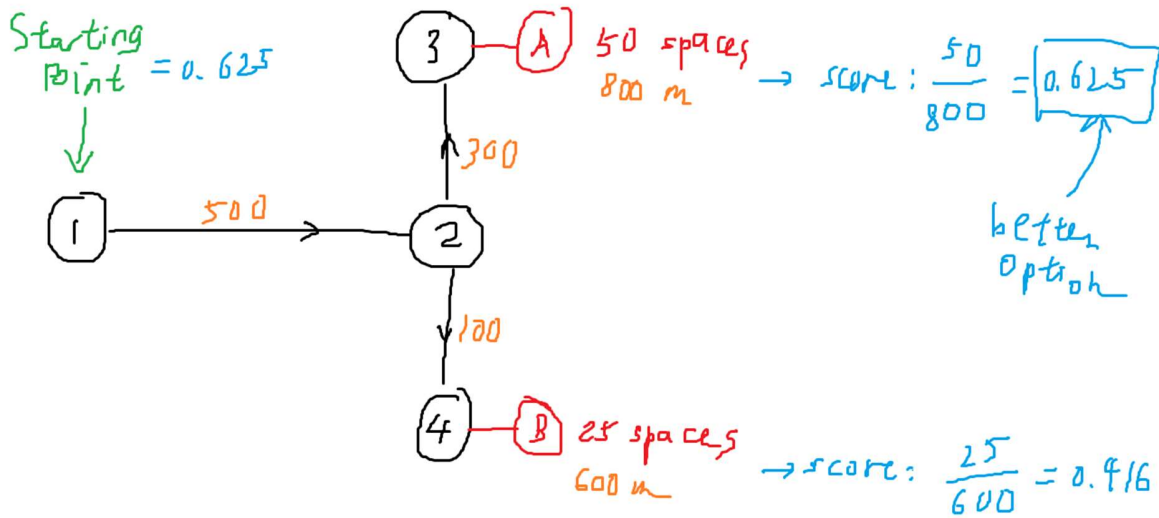 Starting
Point = 0.625
3
A
50 spaces
800 m
→ score: 50/800 = 0.625
better
option
300
1
500
2
100
4
B
25 spaces
600 m
→ score: 25/600 = 0.416